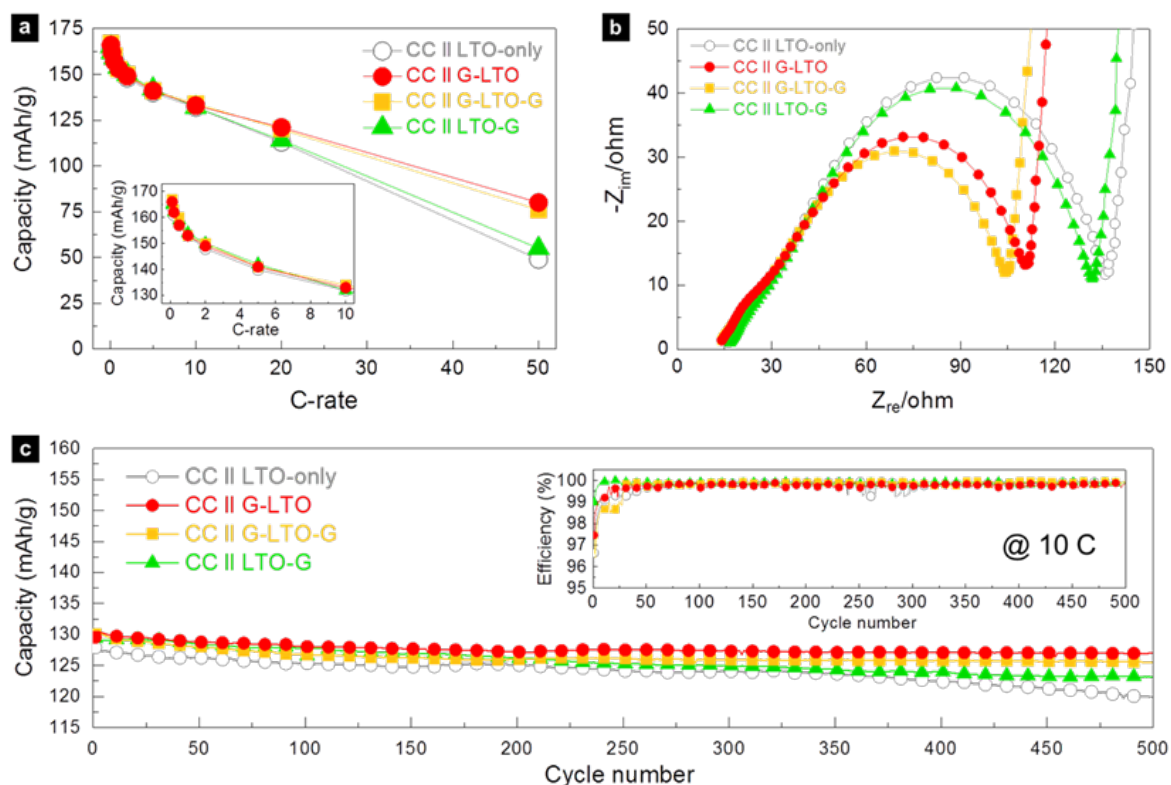 a
175
150
125
100
75
50
25
0
Capacity (mAh/g)
0 10 20 30 40 50
C-rate
CC II LTO-only
CC II G-LTO
CC II G-LTO-G
CC II LTO-G
170
160
150
140
130
Capacity (mAh/g)
0 2 4 6 8 10
C-rate
b
50
40
30
20
10
0
-Zim/ohm
0 30 60 90 120 150
Zre/ohm
CC II LTO-only
CC II G-LTO
CC II G-LTO-G
CC II LTO-G
c
160
155
150
145
140
135
130
125
120
115
Capacity (mAh/g)
0 50 100 150 200 250 300 350 400 450 500
Cycle number
CC II LTO-only
CC II G-LTO
CC II G-LTO-G
CC II LTO-G
100
99
98
97
96
95
Efficiency (%)
@ 10 C
0 50 100 150 200 250 300 350 400 450 500
Cycle number